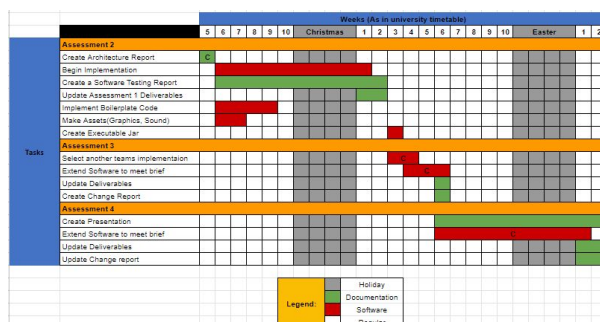 Weeks (As in university timetable)
5 6 7 8 9 10 Christmas 1 2 3 4 5 6 7 8 9 10 Easter 1 2
Assessment 2
Create Architecture Report C
Begin Implementation
Create a Software Testing Report
Update Assessment 1 Deliverables
Implement Boilerplate Code
Make Assets(Graphics, Sound)
Create Executable Jar
Tasks
Assessment 3
Select another teams implementaion C
Extend Software to meet brief C
Update Deliverables
Create Change Report
Assessment 4
Create Presentation
Extend Software to meet brief C
Update Deliverables
Update Change report
Legend:
Holiday
Documentation
Software